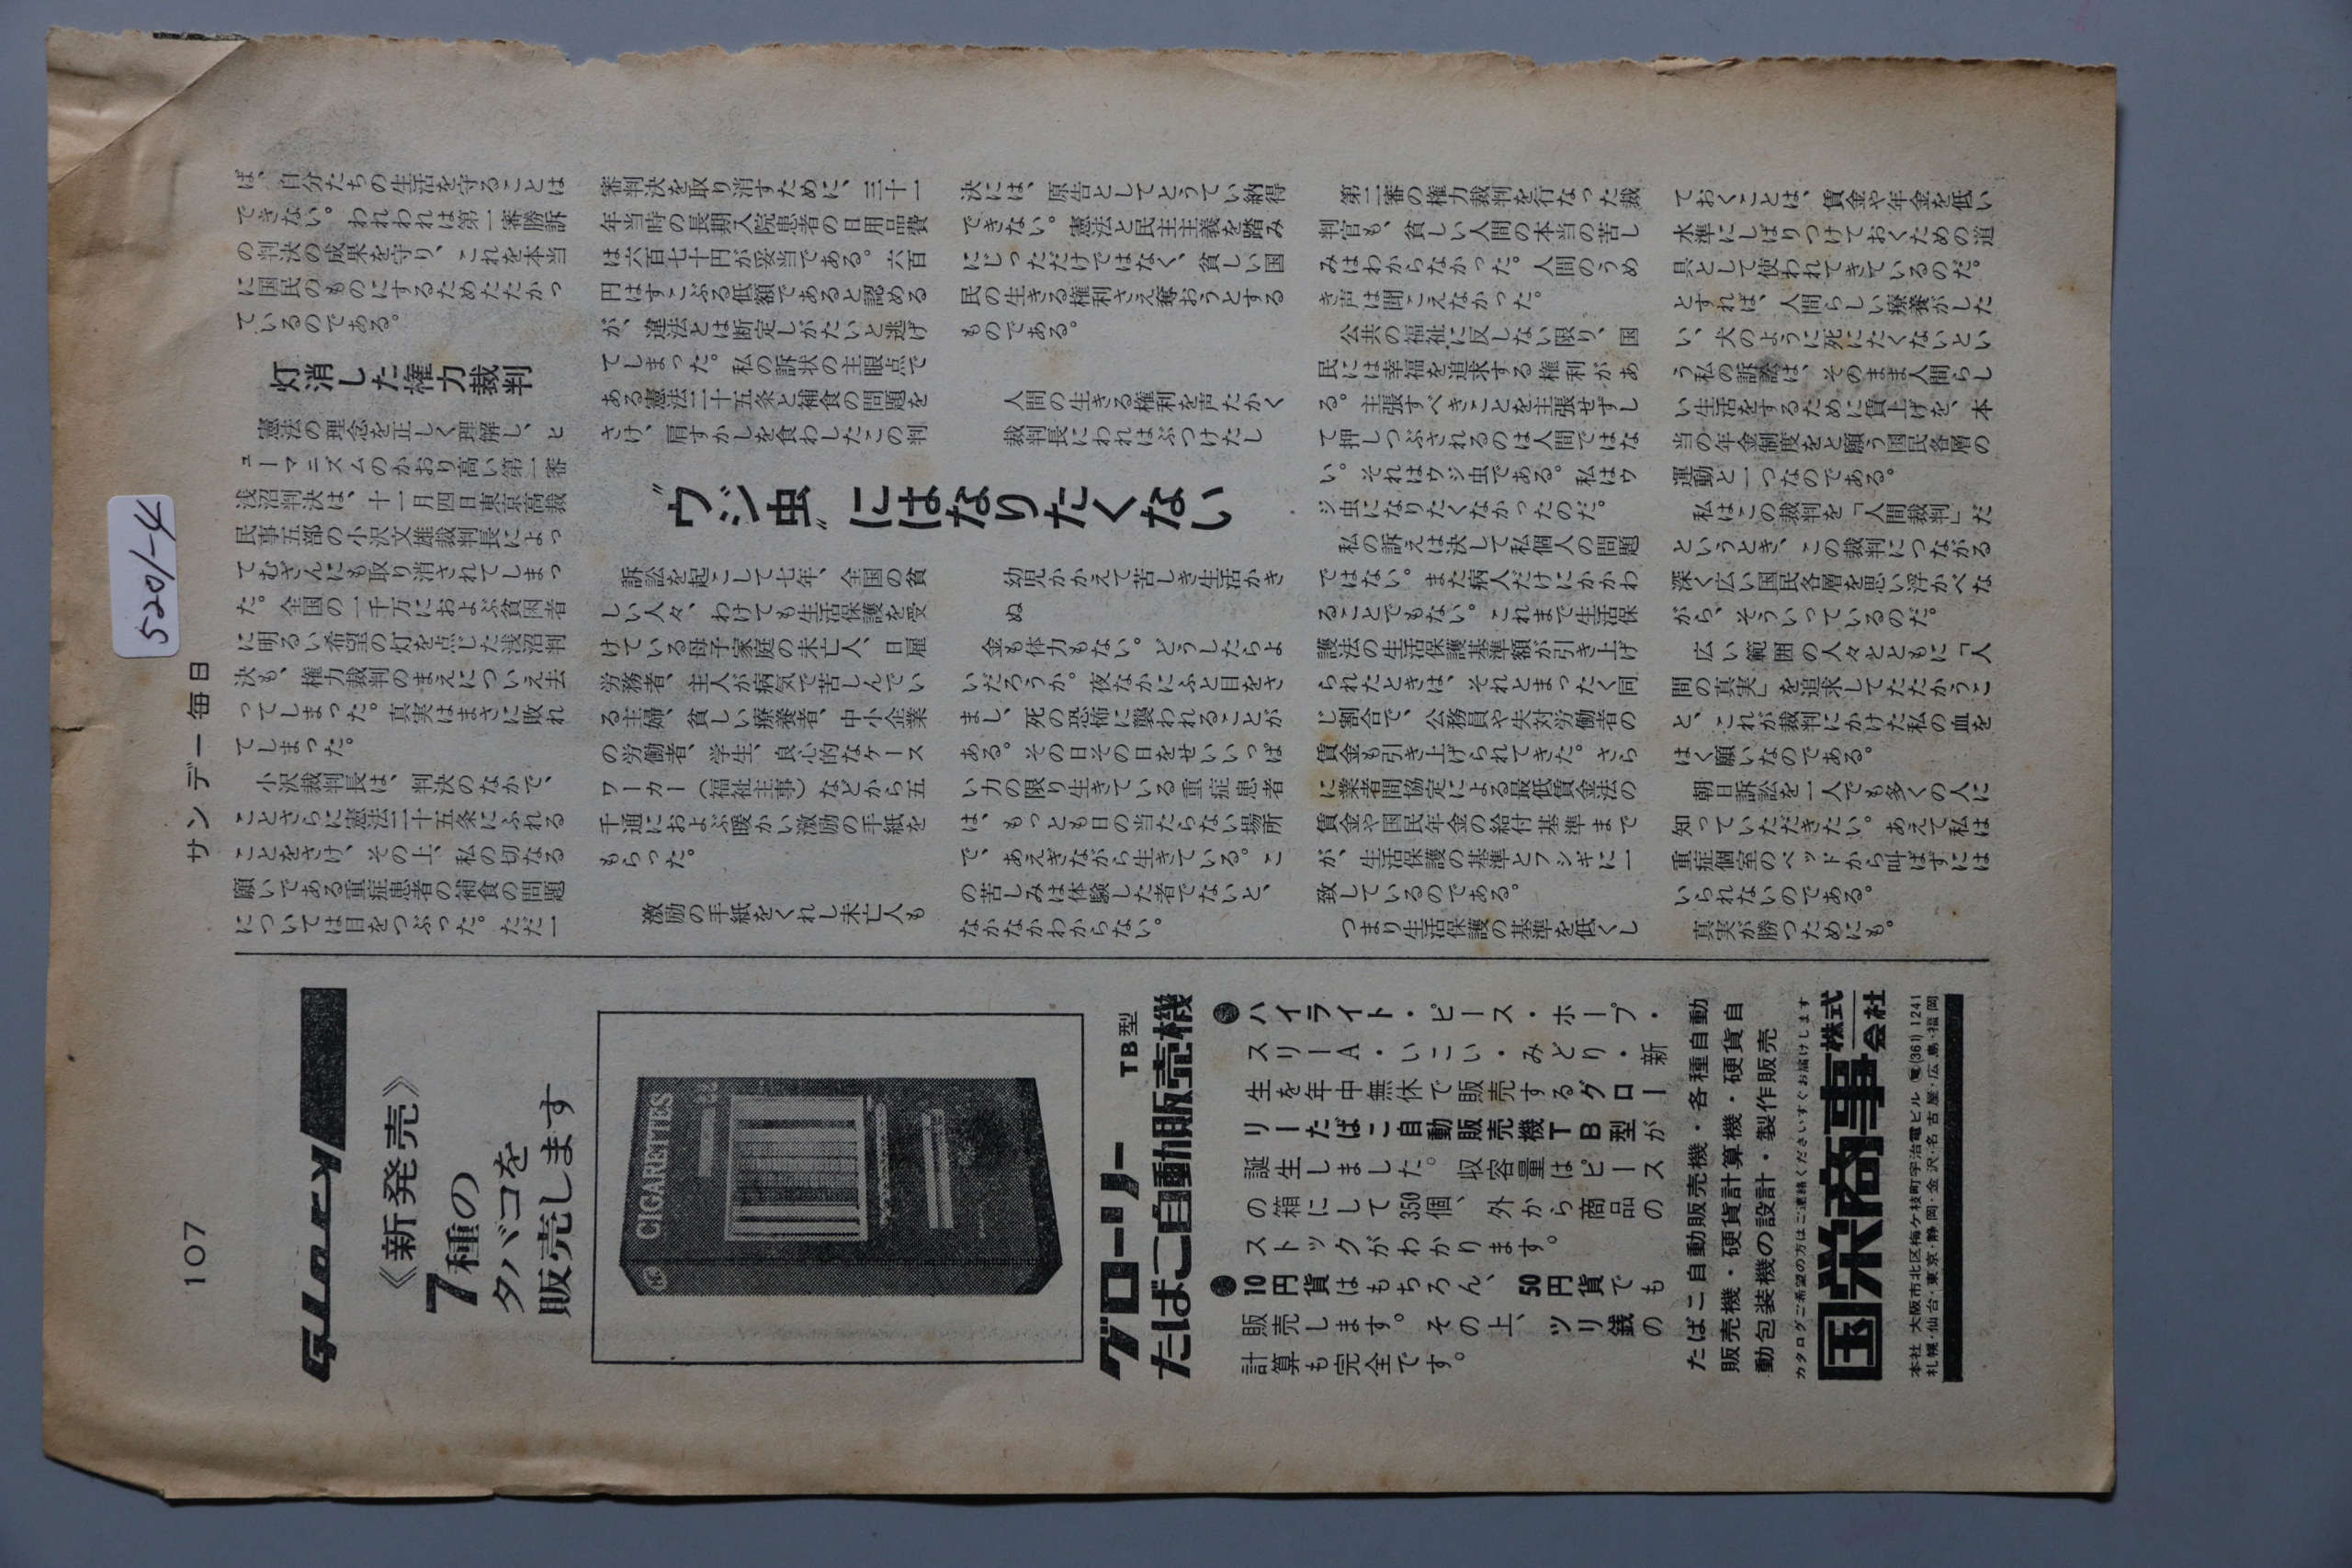 サンデー毎日
107
5201-4
ば、自分たちの生活を守ることは
できない。われわれは第一審勝訴
の判決の成果を守り、これを本当
に国民のものにするためたたかっ
ているのである。
灯消した権力裁判
憲法の理念を正しく理解し、ヒ
ューマニズムのかおり高い第一審
浅沼判決は、十一月四日東京高裁
民事五部の小沢文雄裁判長によっ
てむざんにも取り消されてしまっ
た。全国の一千万におよぶ貧困者
に明るい希望の灯を点じた浅沼判
決も、権力裁判のまえについえ去
ってしまった。真実はまさに敗れ
てしまった。
小沢裁判長は、判決のなかで、
ことさらに憲法二十五条にふれる
ことをさけ、その上、私の切なる
願いである重症患者の補食の問題
については目をつぶった。ただ一
審判決を取り消すために、三十一
年当時の長期入院患者の日用品費
は六百七十円が妥当である。六百
円はすこぶる低額であると認める
が、違法とは断定しがたいと逃げ
てしまった。私の訴状の主眼点で
ある憲法二十五条と補食の問題を
さけ、肩すかしを食わしたこの判
決には、原告としてとうてい納得
できない。憲法と民主主義を踏み
にじっただけではなく、貧しい国
民の生きる権利さえ奪おうとする
ものである。
人間の生きる権利を声たかく
裁判長にわれはぶつけたし
“ウジ虫”にはなりたくない
訴訟を起こして七年、全国の貧
しい人々、わけても生活保護を受
けている母子家庭の未亡人、日雇
労務者、主人が病気で苦しんでい
る主婦、貧しい療養者、中小企業
の労働者、学生、良心的なケース
ワーカー（福祉主事）などから五
千通におよぶ暖かい激励の手紙を
もらった。
激励の手紙をくれし未亡人も
幼児かかえて苦しき生活かき
ぬ
金も体力もない。どうしたらよ
いだろうか。夜なかにふと目をさ
まし、死の恐怖に襲われることが
ある。その日その日をせいいっぱ
い力の限り生きている重症患者
は、もっとも日の当たらない場所
で、あえぎながら生きている。こ
の苦しみは体験した者でないと、
なかなかわからない。
第二審の権力裁判を行なった裁
判官も、貧しい人間の本当の苦し
みはわからなかった。人間のうめ
き声は聞こえなかった。
公共の福祉に反しない限り、国
民には幸福を追求する権利があ
る。主張すべきことを主張せずし
て押しつぶされるのは人間ではな
い。それはウジ虫である。私はウ
ジ虫になりたくなかったのだ。
私の訴えは決して私個人の問題
ではない。また病人だけにかかわ
ることでもない。これまで生活保
護法の生活保護基準額が引き上げ
られたときは、それとまったく同
じ割合で、公務員や失対労働者の
賃金も引き上げられてきた。さら
に業者間協定による最低賃金法の
賃金や国民年金の給付基準まで
が、生活保護の基準とフシギに一
致しているのである。
つまり生活保護の基準を低くし
ておくことは、賃金や年金を低い
水準にしばりつけておくための道
具として使われてきているのだ。
とすれば、人間らしい療養がした
い、犬のように死にたくないとい
う私の訴訟は、そのまま人間らし
い生活をするために賃上げを、本
当の年金制度をと願う国民各層の
運動と一つなのである。
私はこの裁判を「人間裁判」だ
というとき、この裁判につながる
深く広い国民各層を思い浮かべな
がら、そういっているのだ。
広い範囲の人々とともに「人
間の真実」を追求してたたかうこ
と、これが裁判にかけた私の血を
はく願いなのである。
朝日訴訟を一人でも多くの人に
知っていただきたい。あえて私は
重症個室のベッドから叫ばずには
いられないのである。
真実が勝つためにも。
GLORY
《新発売》
7種の
タバコを
販売します
CIGARETTES
グローリー TB型
たばこ自動販売機
●ハイライト・ピース・ホープ・
スリーA・いこい・みどり・新
生を年中無休で販売するグロー
リーたばこ自動販売機TB型が
誕生しました。収容量はピース
の箱にして350個、外から商品の
ストックがわかります。
●10円貨はもちろん、50円貨でも
販売します。その上、ツリ銭の
計算も完全です。
たばこ自動販売機・各種自動
販売機・硬貨計算機・硬貨自
動包装機の設計・製作販売
カタログご希望の方はご連絡くださいすぐお届けします
国栄商事株式会社
本社 大阪市北区梅ケ枝町宇治電ビル 電(361)1241
札幌・仙台・東京・静岡・金沢・名古屋・広島・福岡